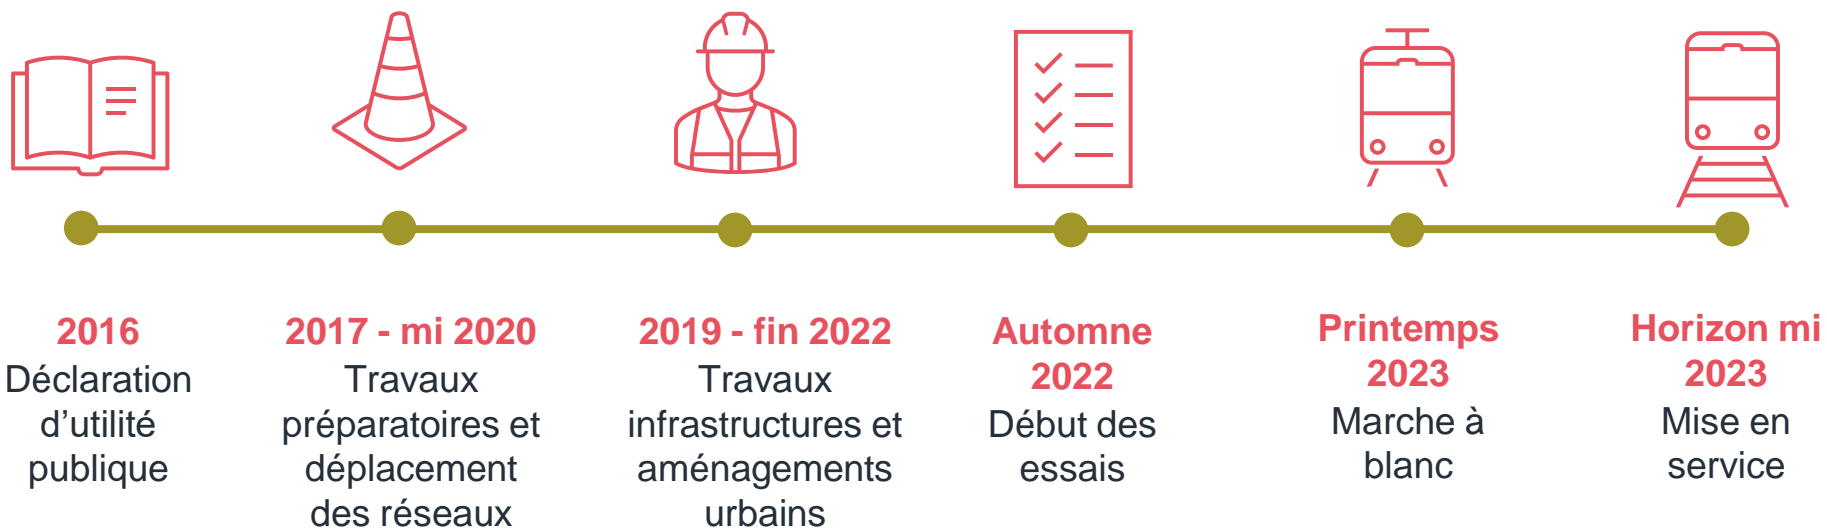 2016
Déclaration
d’utilité
publique
2017 - mi 2020
Travaux
préparatoires et
déplacement
des réseaux
2019 - fin 2022
Travaux
infrastructures et
aménagements
urbains
Automne
2022
Début des
essais
Printemps
2023
Marche à
blanc
Horizon mi
2023
Mise en
service